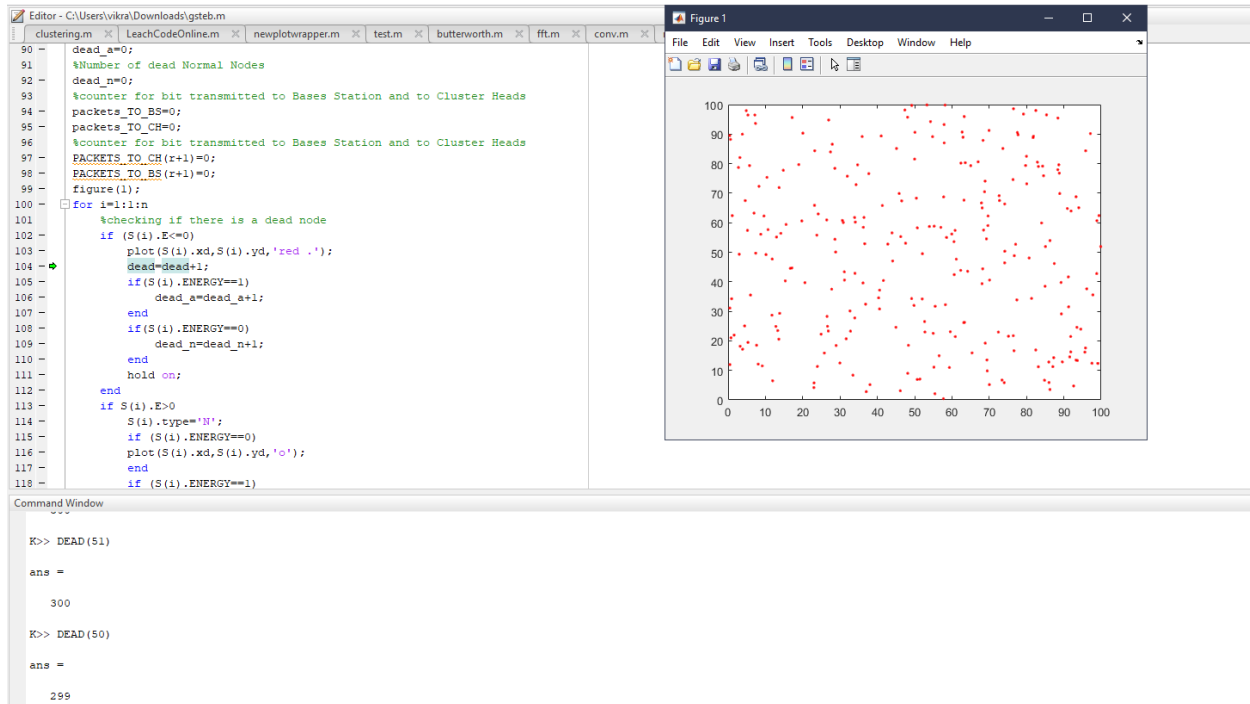 Editor - C:\Users\vikra\Downloads\gsteb.m
clustering.m LeachCodeOnline.m newplotwrapper.m test.m butterworth.m fft.m conv.m
90 - dead_a=0;
91 %Number of dead Normal Nodes
92 - dead_n=0;
93 %counter for bit transmitted to Bases Station and to Cluster Heads
94 - packets_TO_BS=0;
95 - packets_TO_CH=0;
96 %counter for bit transmitted to Bases Station and to Cluster Heads
97 - PACKETS_TO_CH(r+1)=0;
98 - PACKETS_TO_BS(r+1)=0;
99 - figure(1);
100 - for i=1:1:n
101 %checking if there is a dead node
102 - if (S(i).E<=0)
103 - plot(S(i).xd,S(i).yd,'red .');
104 - dead=dead+1;
105 - if(S(i).ENERGY==1)
106 - dead_a=dead_a+1;
107 - end
108 - if(S(i).ENERGY==0)
109 - dead_n=dead_n+1;
110 - end
111 - hold on;
112 - end
113 - if S(i).E>0
114 - S(i).type='N';
115 - if (S(i).ENERGY==0)
116 - plot(S(i).xd,S(i).yd,'o');
117 - end
118 - if (S(i).ENERGY==1)
Figure 1
File Edit View Insert Tools Desktop Window Help
100
90
80
70
60
50
40
30
20
10
0
0 10 20 30 40 50 60 70 80 90 100
Command Window
K>> DEAD(51)
ans =
300
K>> DEAD(50)
ans =
299